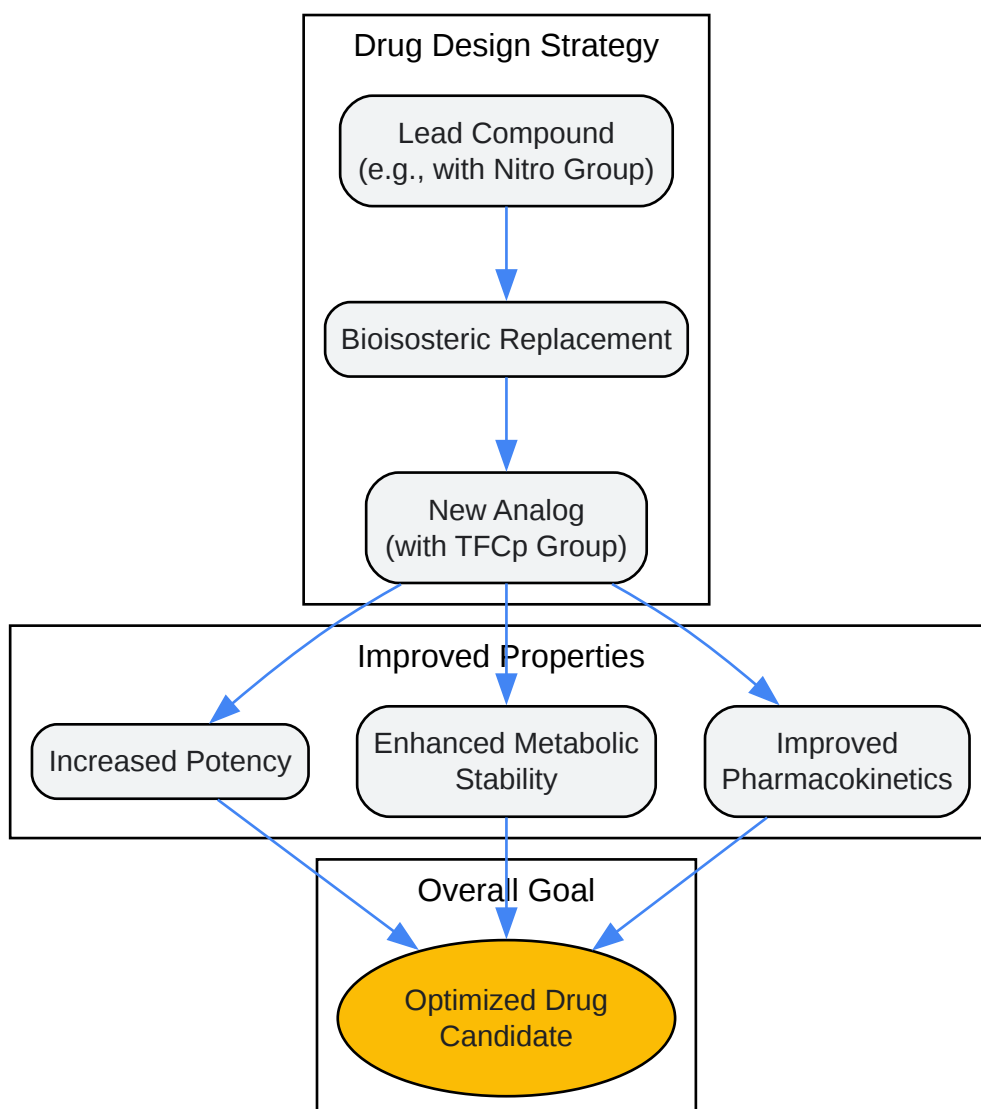 Drug Design Strategy
Lead Compound
(e.g., with Nitro Group)
Bioisosteric Replacement
New Analog
(with TFCp Group)
Improved Properties
Increased Potency
Enhanced Metabolic
Stability
Improved
Pharmacokinetics
Overall Goal
Optimized Drug
Candidate